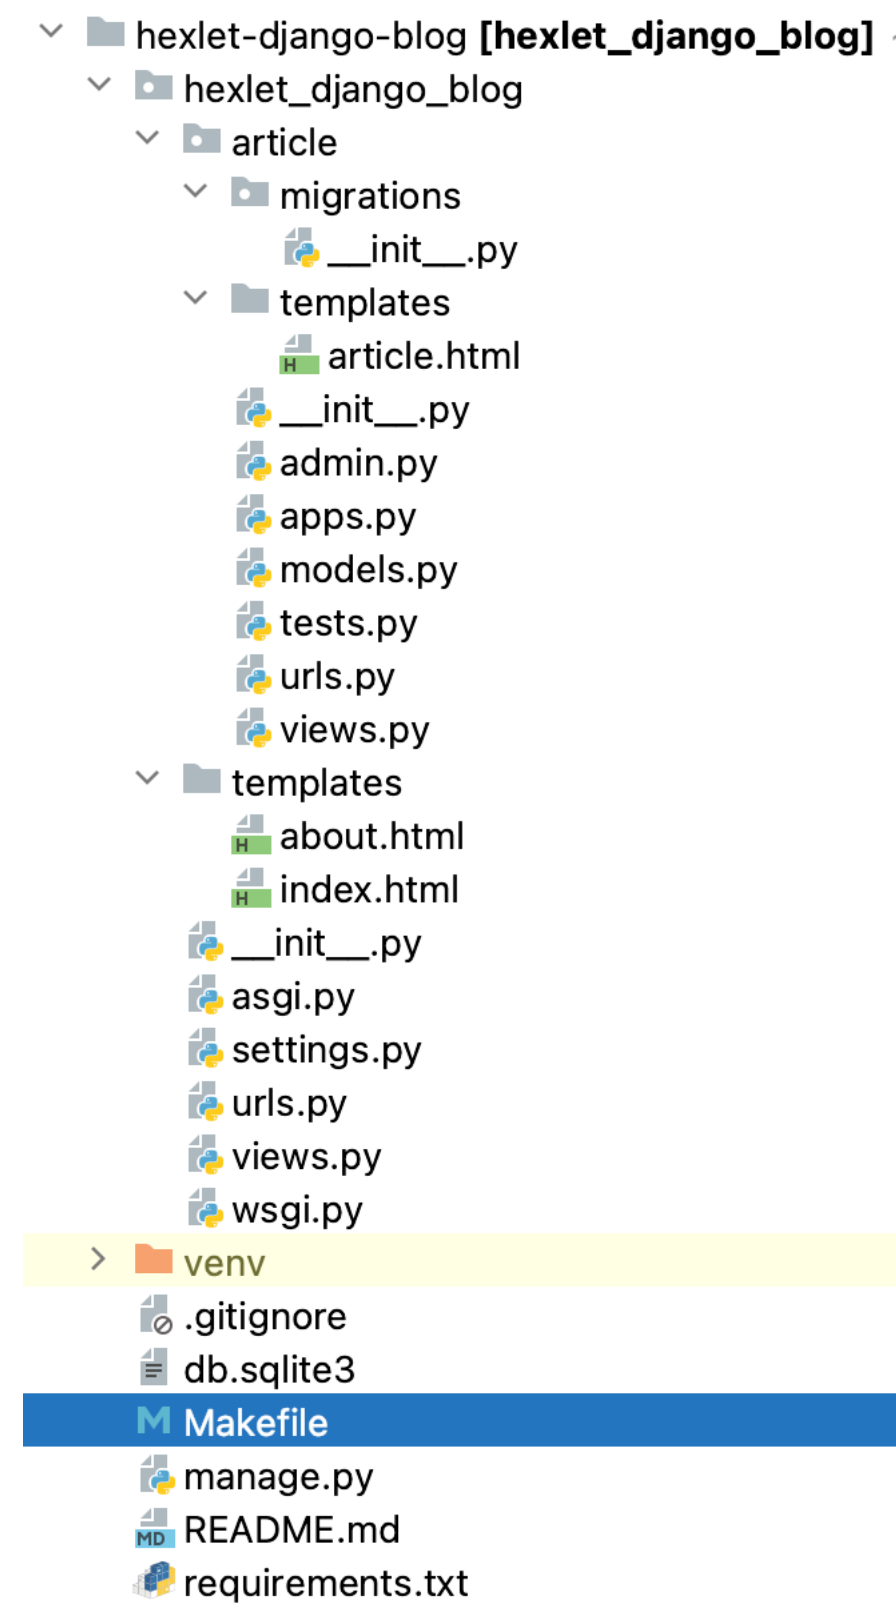 hexlet-django-blog [hexlet_django_blog]
hexlet_django_blog
article
migrations
__init__.py
templates
H article.html
__init__.py
admin.py
apps.py
models.py
tests.py
urls.py
views.py
templates
H about.html
H index.html
__init__.py
asgi.py
settings.py
urls.py
views.py
wsgi.py
venv
.gitignore
db.sqlite3
M Makefile
manage.py
MD README.md
requirements.txt